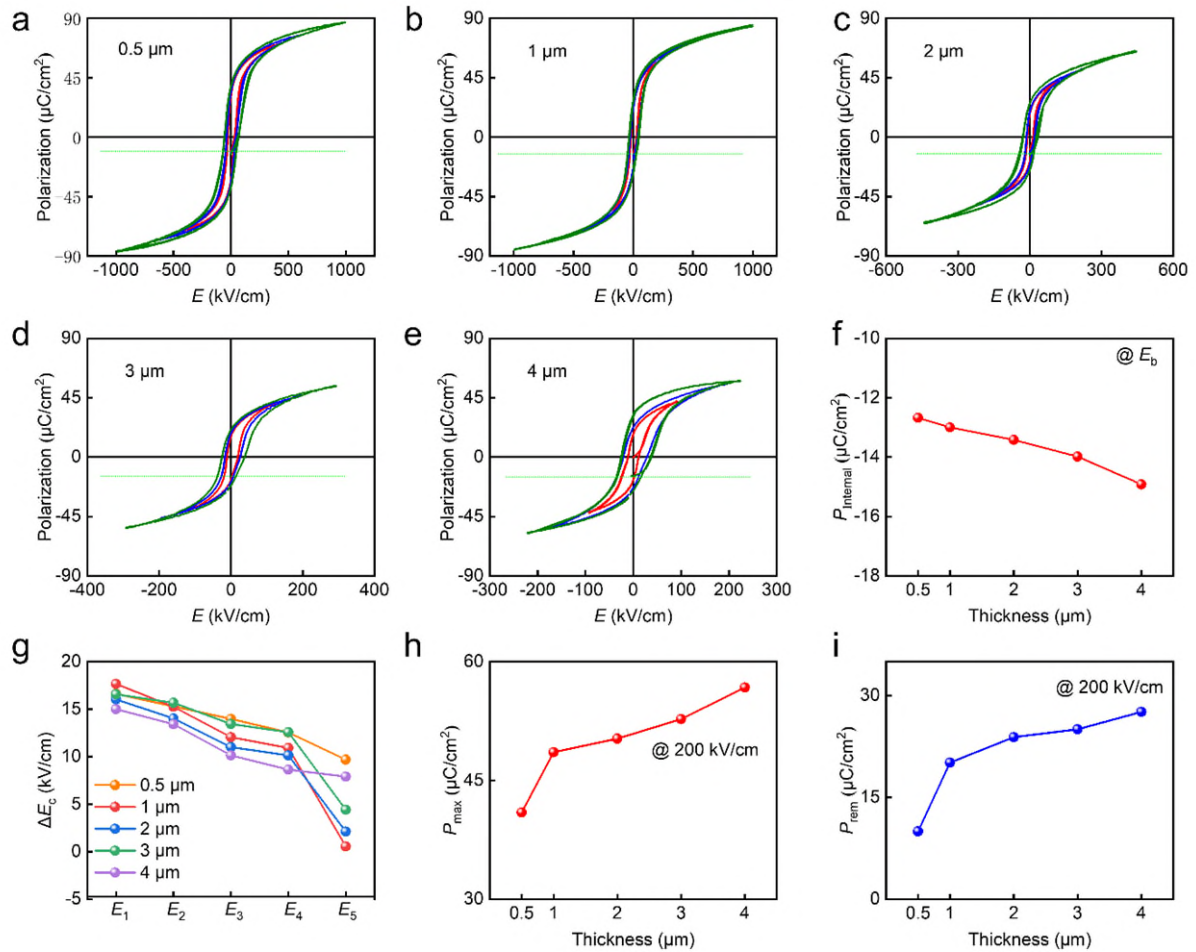 a
0.5 µm
Polarization (µC/cm²)
90
45
0
-45
-90
-1000 -500 0 500 1000
E (kV/cm)
b
1 µm
Polarization (µC/cm²)
90
45
0
-45
-90
-1000 -500 0 500 1000
E (kV/cm)
c
2 µm
Polarization (µC/cm²)
90
45
0
-45
-90
-600 -300 0 300 600
E (kV/cm)
d
3 µm
Polarization (µC/cm²)
90
45
0
-45
-90
-400 -200 0 200 400
E (kV/cm)
e
4 µm
Polarization (µC/cm²)
90
45
0
-45
-90
-300 -200 -100 0 100 200 300
E (kV/cm)
f
@ E_b
P_Internal (µC/cm²)
-10
-12
-14
-16
-18
0.5 1 2 3 4
Thickness (µm)
g
ΔE_c (kV/cm)
20
15
10
5
0
-5
0.5 µm
1 µm
2 µm
3 µm
4 µm
E₁ E₂ E₃ E₄ E₅
h
@ 200 kV/cm
P_max (µC/cm²)
60
45
30
0.5 1 2 3 4
Thickness (µm)
i
@ 200 kV/cm
P_rem (µC/cm²)
30
15
0
0.5 1 2 3 4
Thickness (µm)